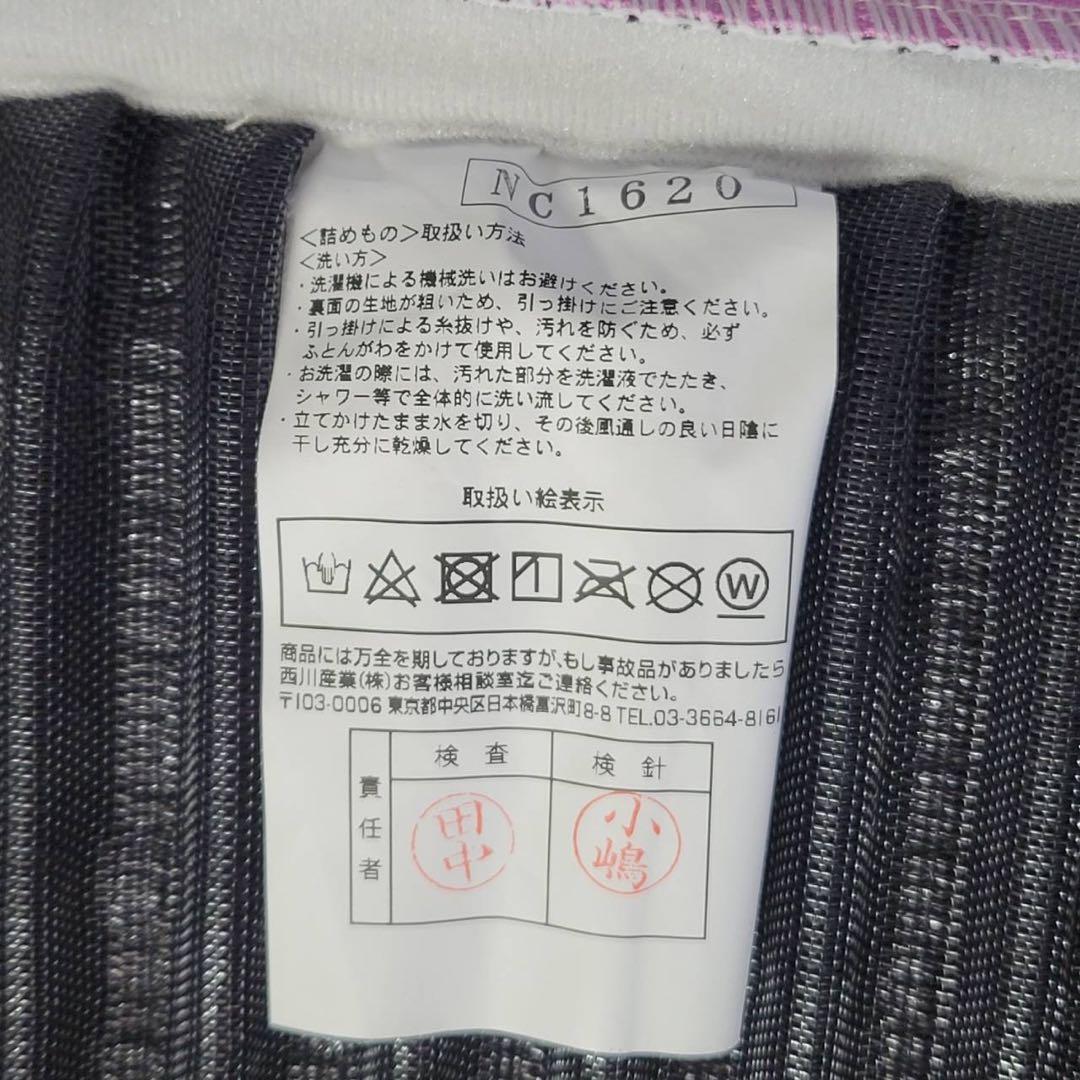 NC1620
<詰めもの>取扱い方法
<洗い方>
・洗濯機による機械洗いはお避けください。
・裏面の生地が粗いため、引っ掛けにご注意ください。
・引っ掛けによる糸抜けや、汚れを防ぐため、必ず
ふとんがわをかけて使用してください。
・お洗濯の際には、汚れた部分を洗濯液でたたき、
シャワー等で全体的に洗い流してください。
・立てかけたまま水を切り、その後風通しの良い日陰に
干し充分に乾燥してください。
取扱い絵表示
W
商品には万全を期しておりますが、もし事故品がありましたら
西川産業(株)お客様相談室迄ご連絡ください。
〒103-0006 東京都中央区日本橋富沢町8-8 TEL.03-3664-8161
責任者
検査
検針
田中
小嶋